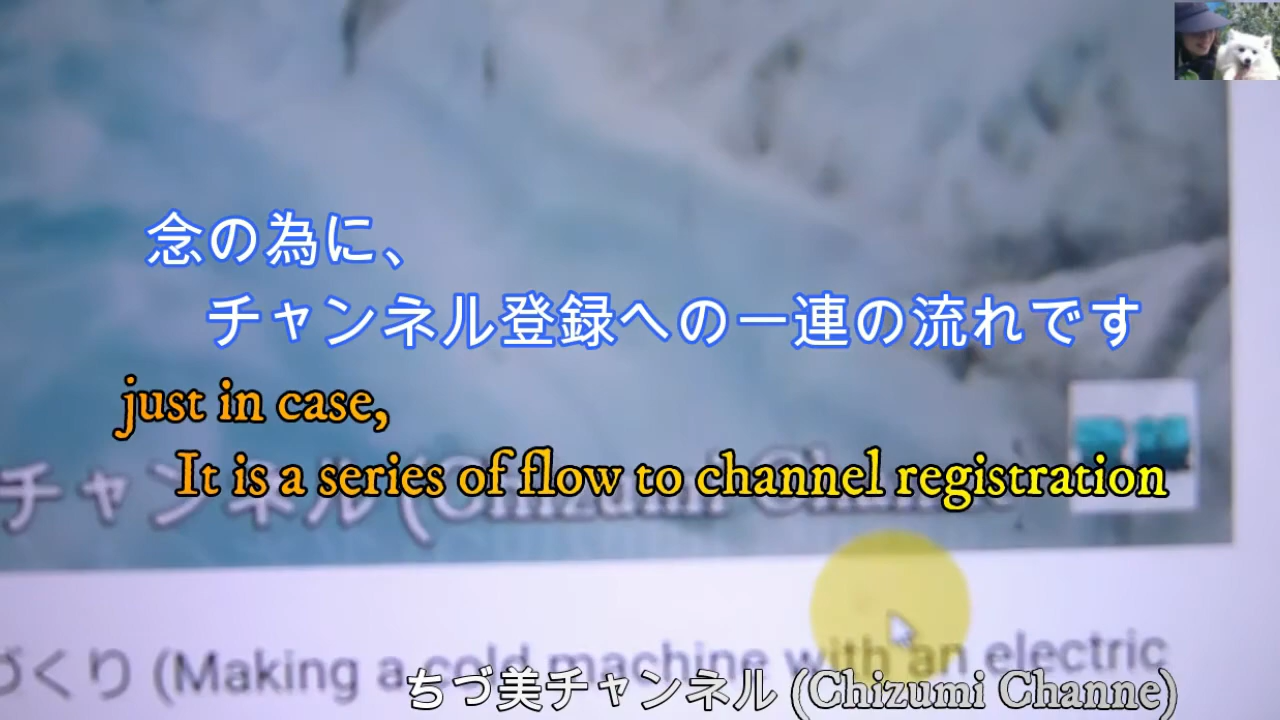 念の為に、
チャンネル登録への一連の流れです
just in case,
It is a series of flow to channel registration
チャンネル (Chizumi Channe
づくり (Making a cold machine with an electric
ちづ美チャンネル (Chizumi Channe)